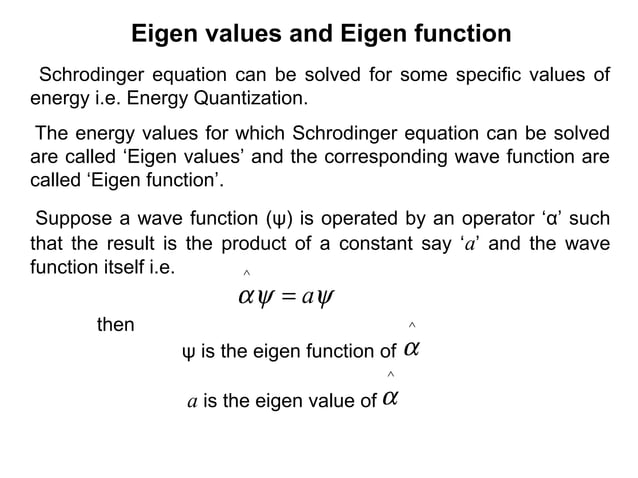 Eigen values and Eigen function
Schrodinger equation can be solved for some specific values of
energy i.e. Energy Quantization.
The energy values for which Schrodinger equation can be solved
are called ‘Eigen values’ and the corresponding wave function are
called ‘Eigen function’.
Suppose a wave function (ψ) is operated by an operator ‘α’ such
that the result is the product of a constant say ‘a’ and the wave
function itself i.e.
α̂ψ = aψ
then
ψ is the eigen function of α̂
a is the eigen value of α̂